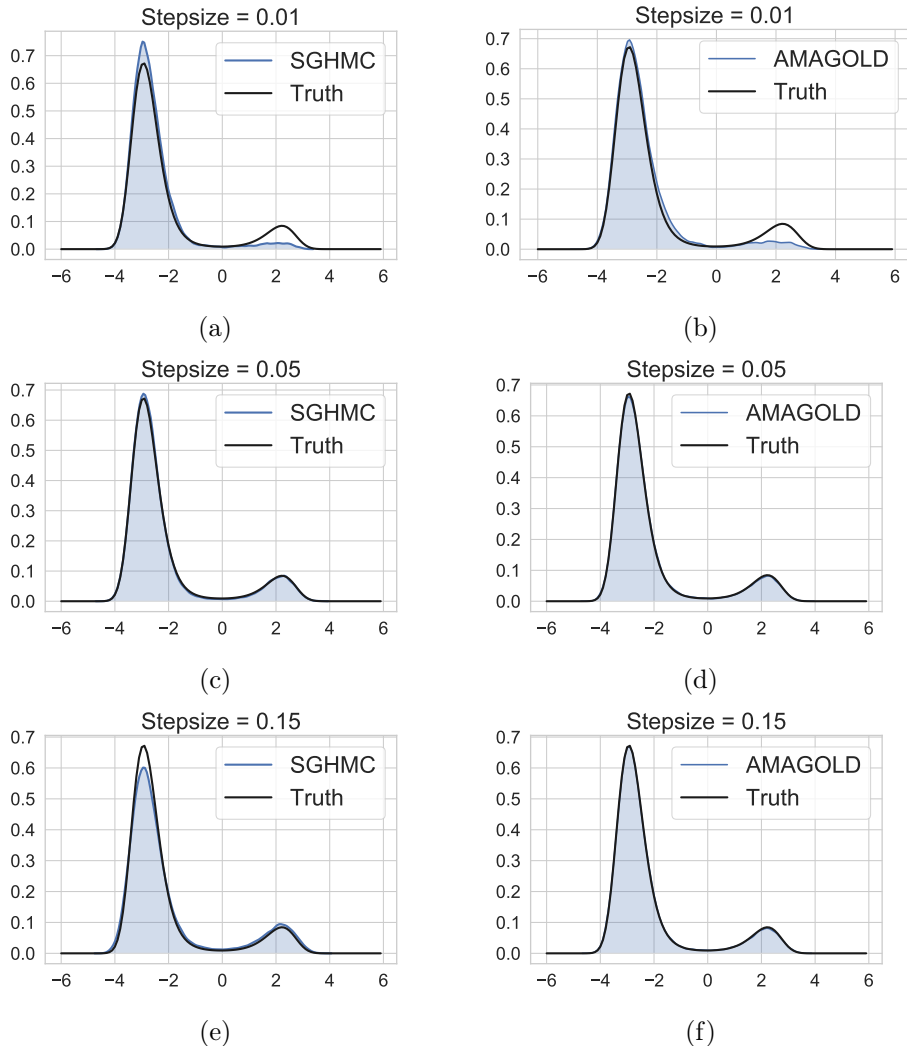 Stepsize = 0.01
SGHMC
Truth
0.7
0.6
0.5
0.4
0.3
0.2
0.1
0.0
−6 −4 −2 0 2 4 6
(a)
Stepsize = 0.01
AMAGOLD
Truth
0.7
0.6
0.5
0.4
0.3
0.2
0.1
0.0
−6 −4 −2 0 2 4 6
(b)
Stepsize = 0.05
SGHMC
Truth
0.7
0.6
0.5
0.4
0.3
0.2
0.1
0.0
−6 −4 −2 0 2 4 6
(c)
Stepsize = 0.05
AMAGOLD
Truth
0.7
0.6
0.5
0.4
0.3
0.2
0.1
0.0
−6 −4 −2 0 2 4 6
(d)
Stepsize = 0.15
SGHMC
Truth
0.7
0.6
0.5
0.4
0.3
0.2
0.1
0.0
−6 −4 −2 0 2 4 6
(e)
Stepsize = 0.15
AMAGOLD
Truth
0.7
0.6
0.5
0.4
0.3
0.2
0.1
0.0
−6 −4 −2 0 2 4 6
(f)